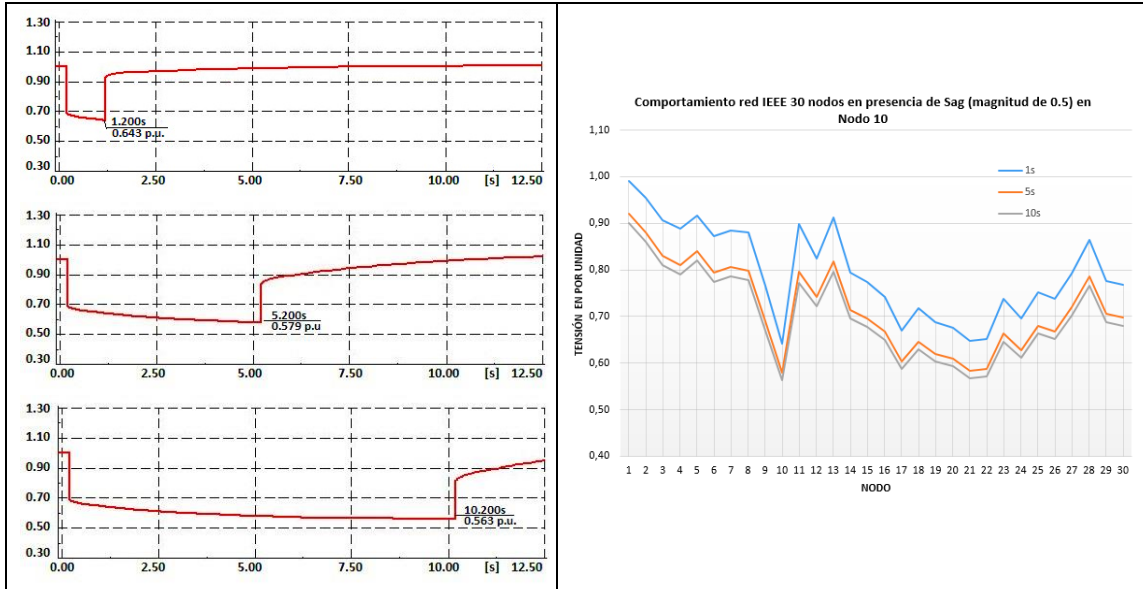 1.30
1.10
0.90
0.70
0.50
0.30
1.200s
0.643 p.u.
0.00 2.50 5.00 7.50 10.00 [s] 12.50
1.30
1.10
0.90
0.70
0.50
0.30
5.200s
0.579 p.u
0.00 2.50 5.00 7.50 10.00 [s] 12.50
1.30
1.10
0.90
0.70
0.50
0.30
10.200s
0.563 p.u.
0.00 2.50 5.00 7.50 10.00 [s] 12.50
Comportamiento red IEEE 30 nodos en presencia de Sag (magnitud de 0.5) en
Nodo 10
TENSIÓN EN POR UNIDAD
1,10
1,00
0,90
0,80
0,70
0,60
0,50
0,40
1s
5s
10s
1 2 3 4 5 6 7 8 9 10 11 12 13 14 15 16 17 18 19 20 21 22 23 24 25 26 27 28 29 30
NODO